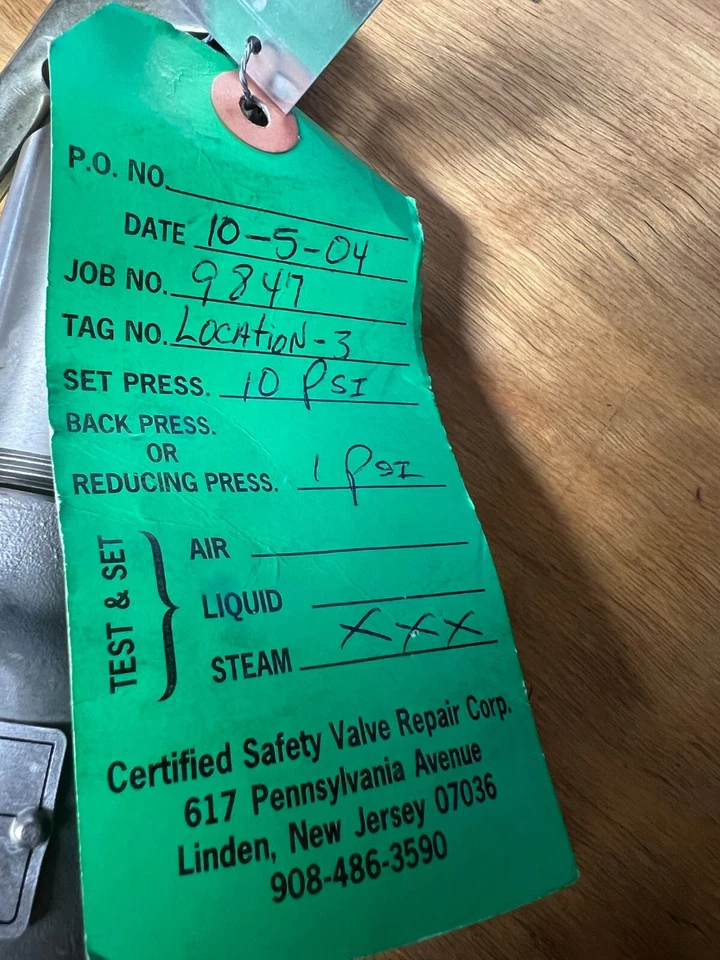 P.O. NO.
DATE 10-5-04
JOB NO. 9847
TAG NO. LOCATION-3
SET PRESS. 10 PSI
BACK PRESS.
OR
REDUCING PRESS. 1 PSI
TEST & SET
AIR
LIQUID
STEAM XXX
Certified Safety Valve Repair Corp.
617 Pennsylvania Avenue
Linden, New Jersey 07036
908-486-3590